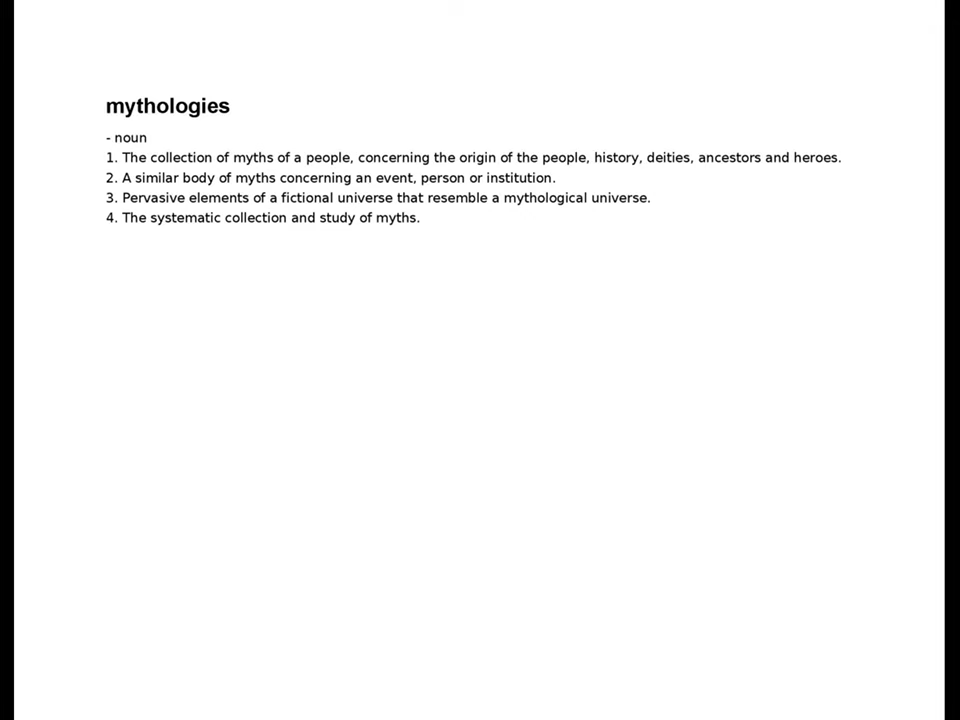 mythologies
- noun
1. The collection of myths of a people, concerning the origin of the people, history, deities, ancestors and heroes.
2. A similar body of myths concerning an event, person or institution.
3. Pervasive elements of a fictional universe that resemble a mythological universe.
4. The systematic collection and study of myths.